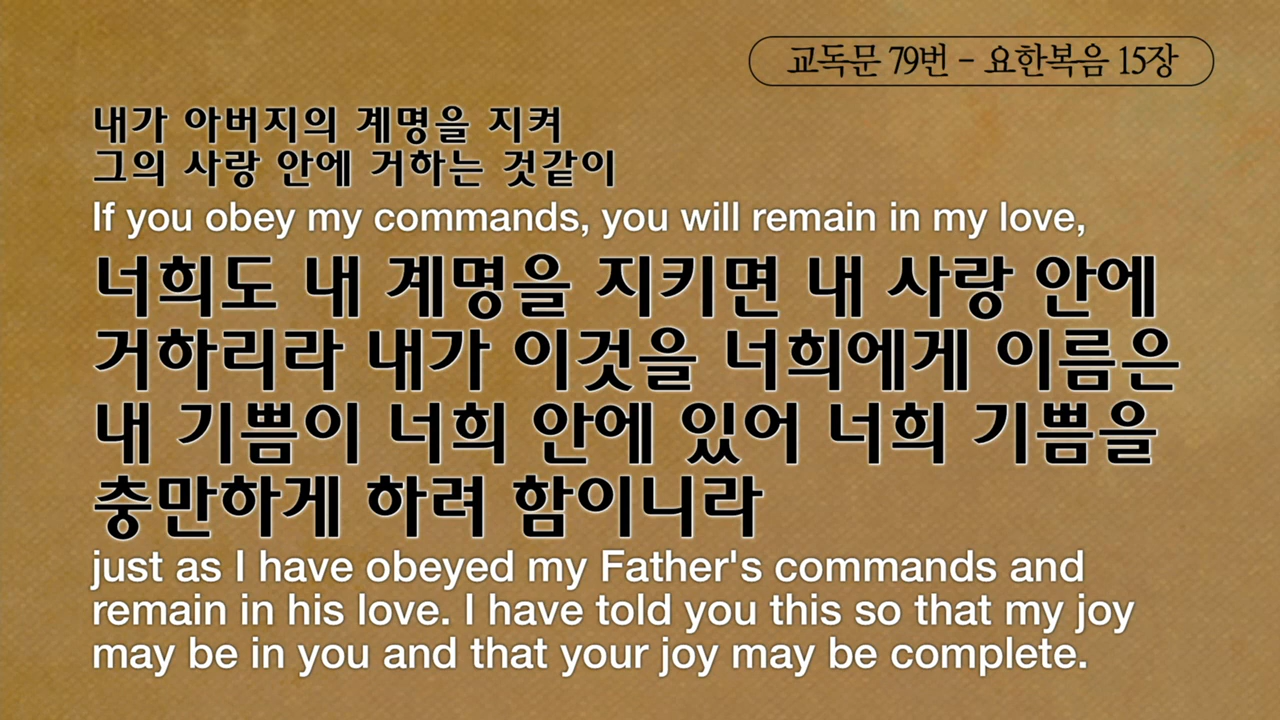 교독문 79번 - 요한복음 15장
내가 아버지의 계명을 지켜
그의 사랑 안에 거하는 것같이
If you obey my commands, you will remain in my love,
너희도 내 계명을 지키면 내 사랑 안에
거하리라 내가 이것을 너희에게 이름은
내 기쁨이 너희 안에 있어 너희 기쁨을
충만하게 하려 함이니라
just as I have obeyed my Father's commands and
remain in his love. I have told you this so that my joy
may be in you and that your joy may be complete.